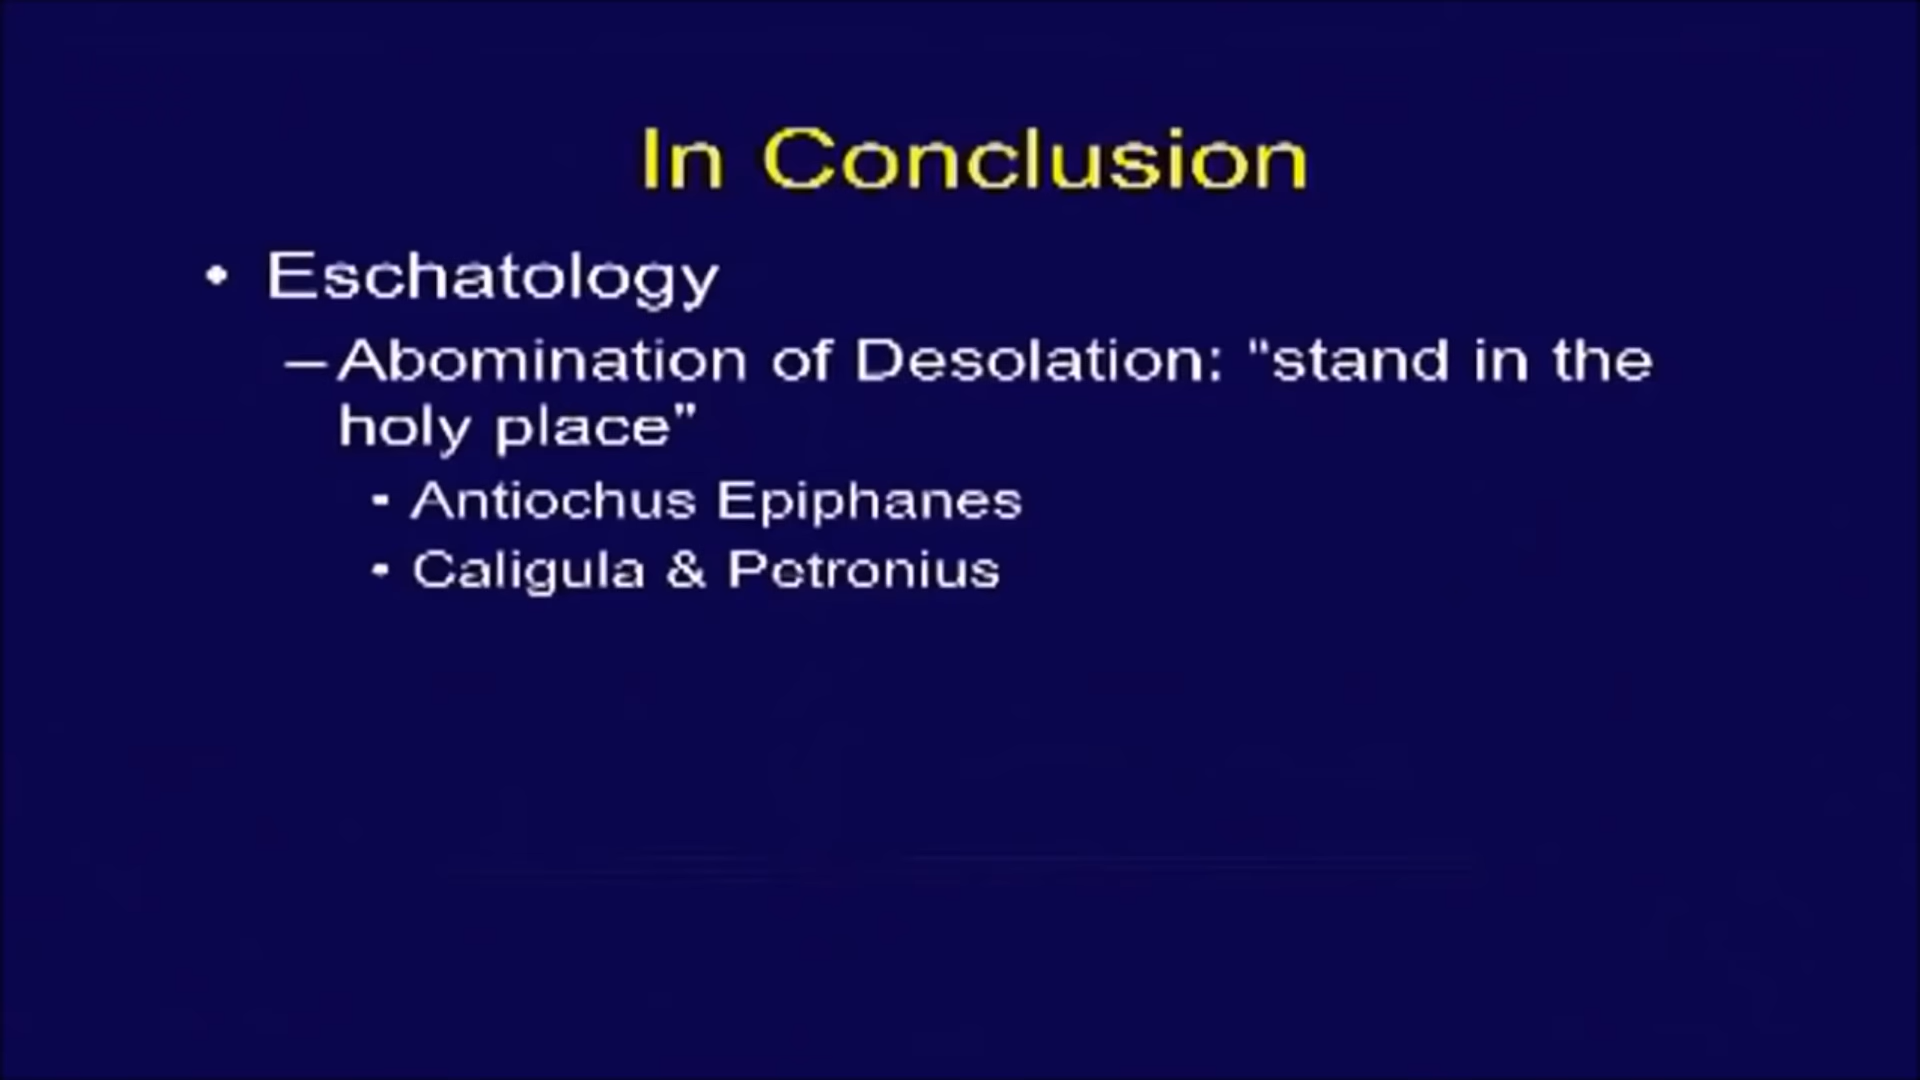 In Conclusion
• Eschatology
– Abomination of Desolation: "stand in the
holy place"
• Antiochus Epiphanes
• Caligula & Petronius